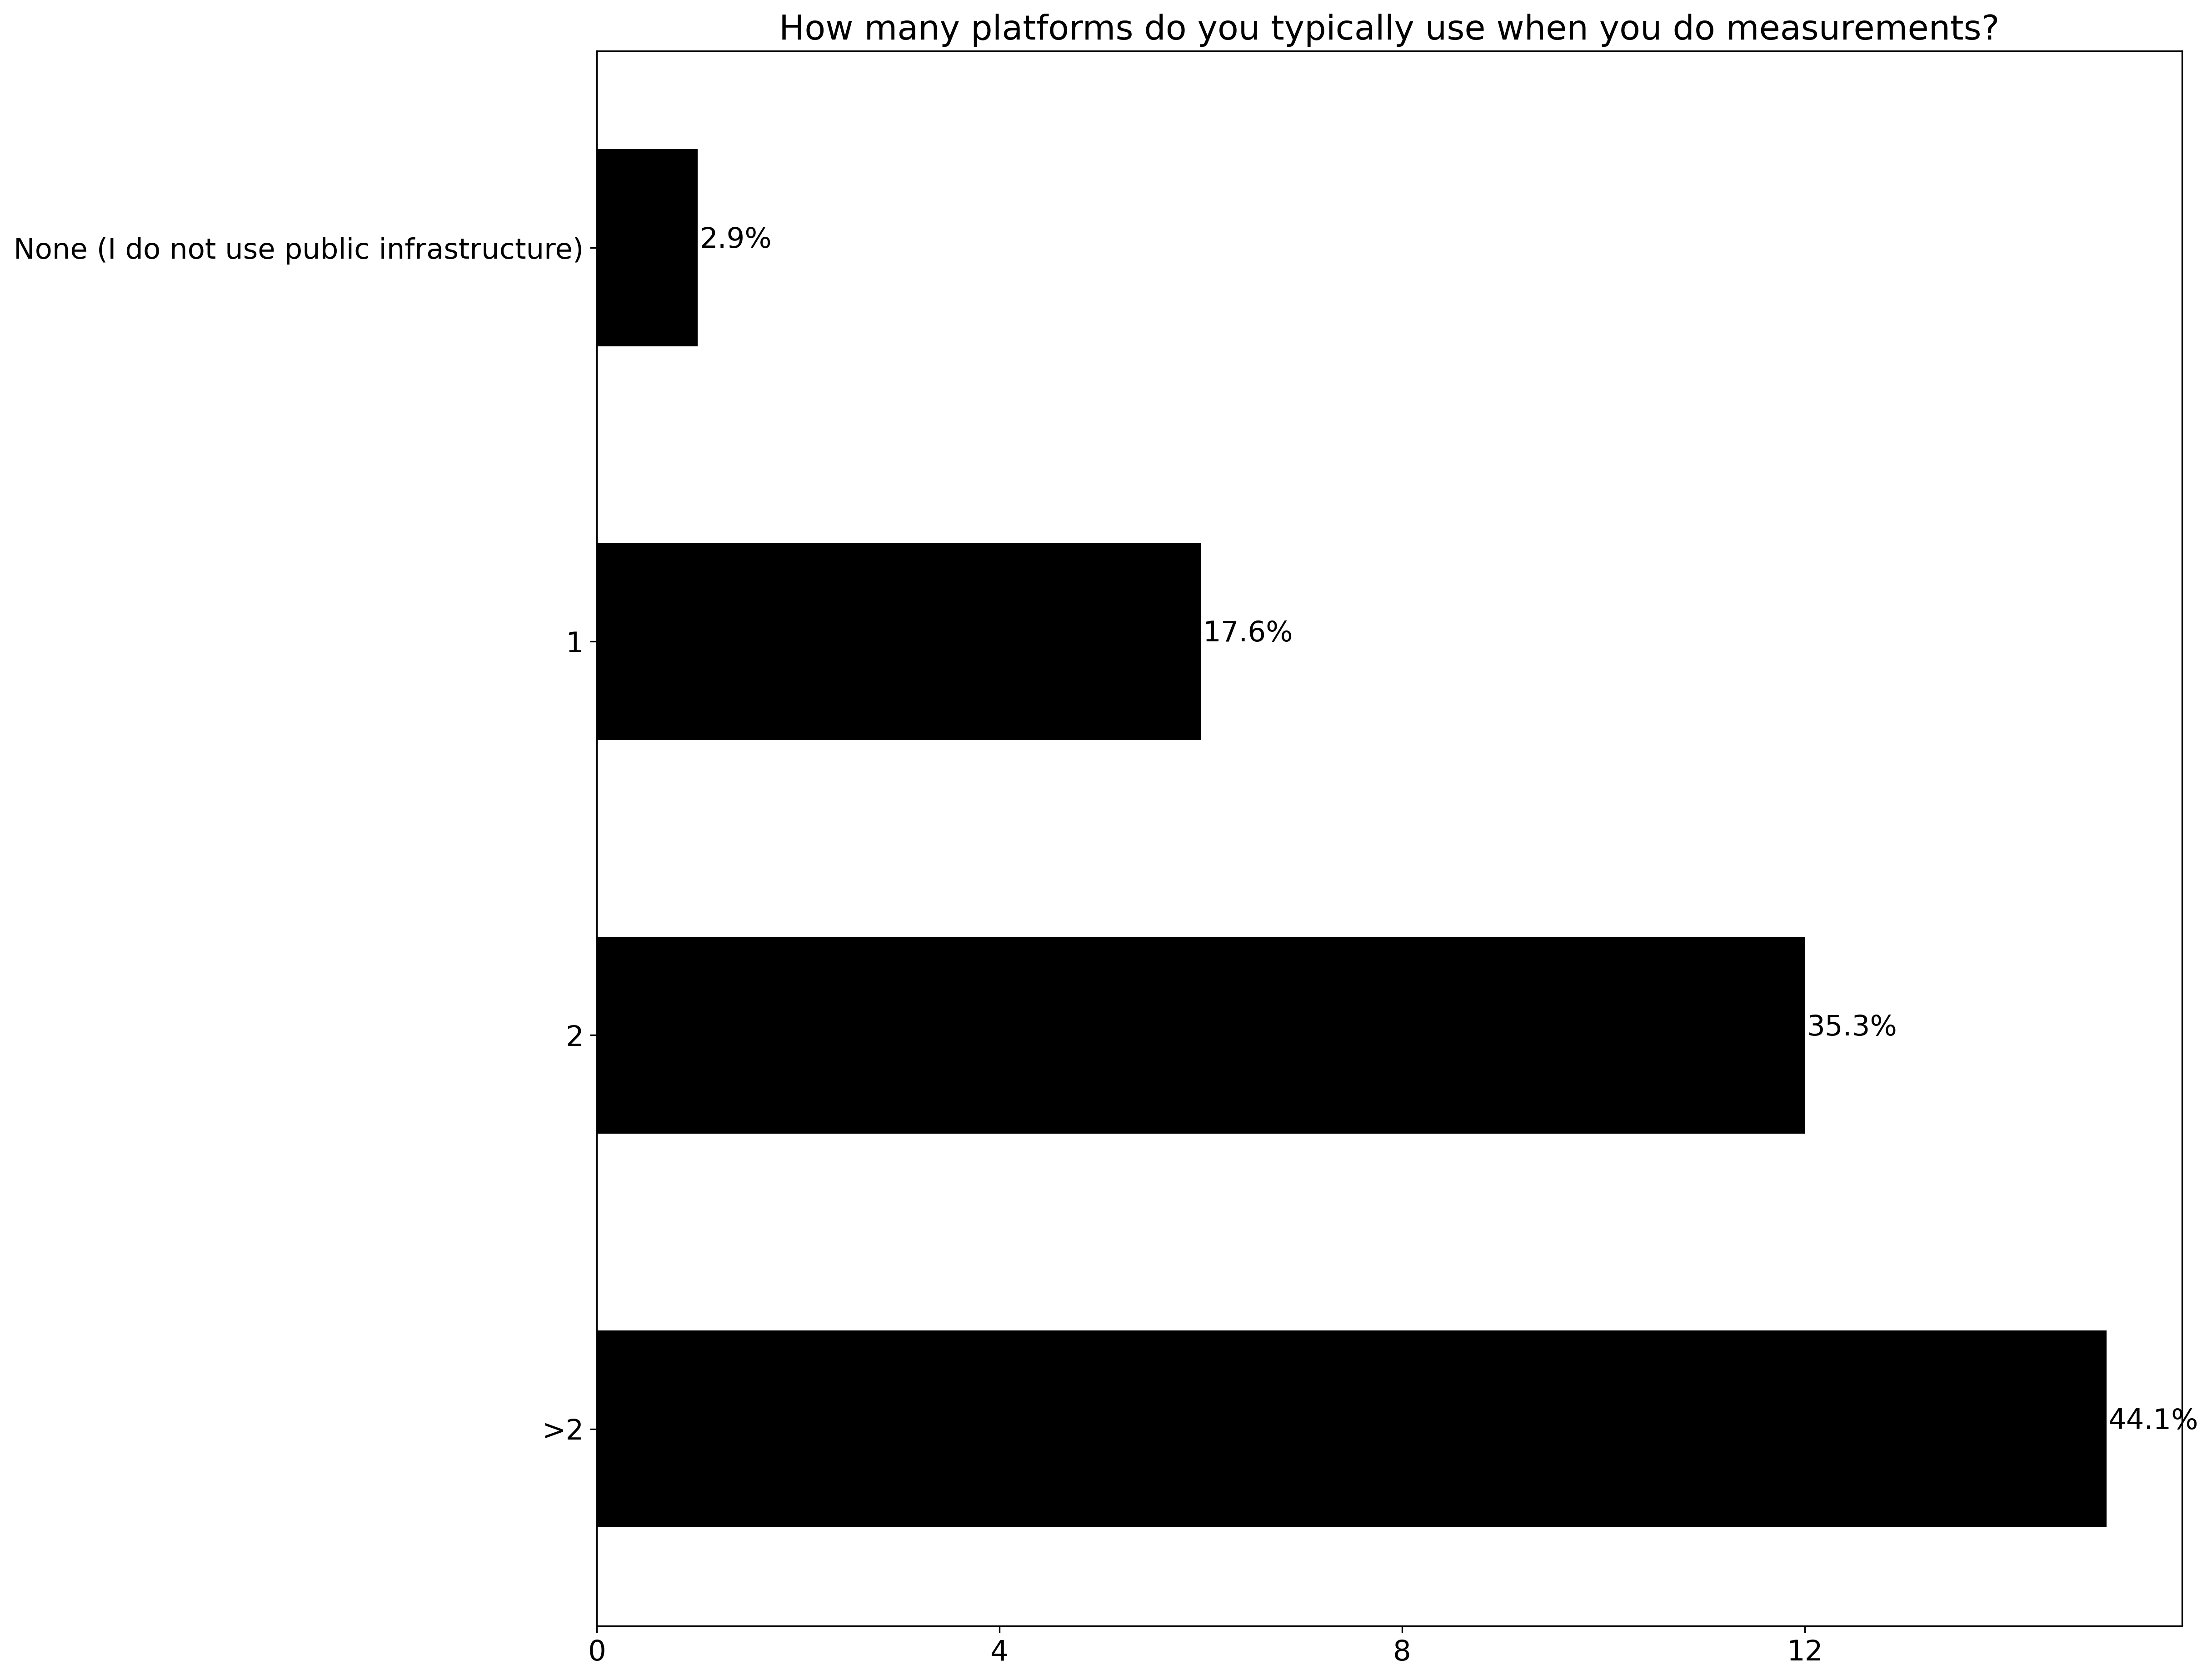 How many platforms do you typically use when you do measurements?
None (I do not use public infrastructure)
2.9%
1
17.6%
2
35.3%
>2
44.1%
0 4 8 12